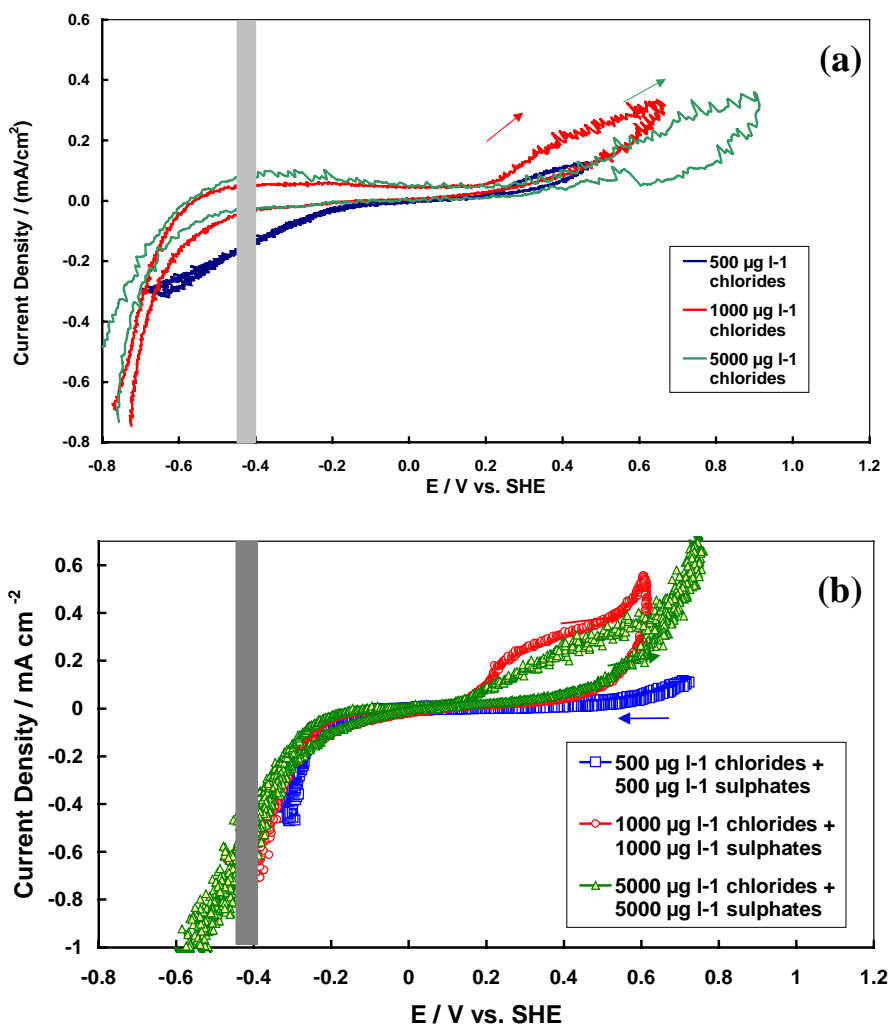 (a)
0.6
0.4
0.2
0.0
-0.2
-0.4
-0.6
-0.8
Current Density / (mA/cm²)
500 µg l-1
chlorides
1000 µg l-1
chlorides
5000 µg l-1
chlorides
-0.8 -0.6 -0.4 -0.2 0.0 0.2 0.4 0.6 0.8 1.0 1.2
E / V vs. SHE
(b)
0.6
0.4
0.2
0
-0.2
-0.4
-0.6
-0.8
-1
Current Density / mA cm⁻²
500 µg l-1 chlorides +
500 µg l-1 sulphates
1000 µg l-1 chlorides +
1000 µg l-1 sulphates
5000 µg l-1 chlorides +
5000 µg l-1 sulphates
-0.8 -0.6 -0.4 -0.2 0 0.2 0.4 0.6 0.8 1 1.2
E / V vs. SHE